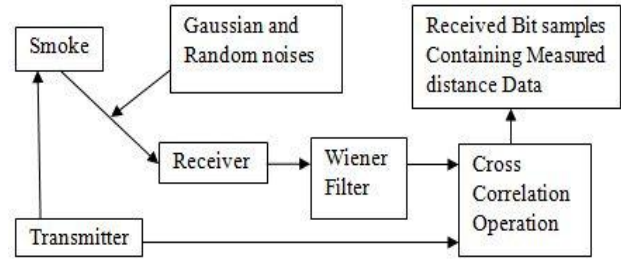 Smoke
Gaussian and
Random noises
Received Bit samples
Containing Measured
distance Data
Receiver
Wiener
Filter
Cross
Correlation
Operation
Transmitter